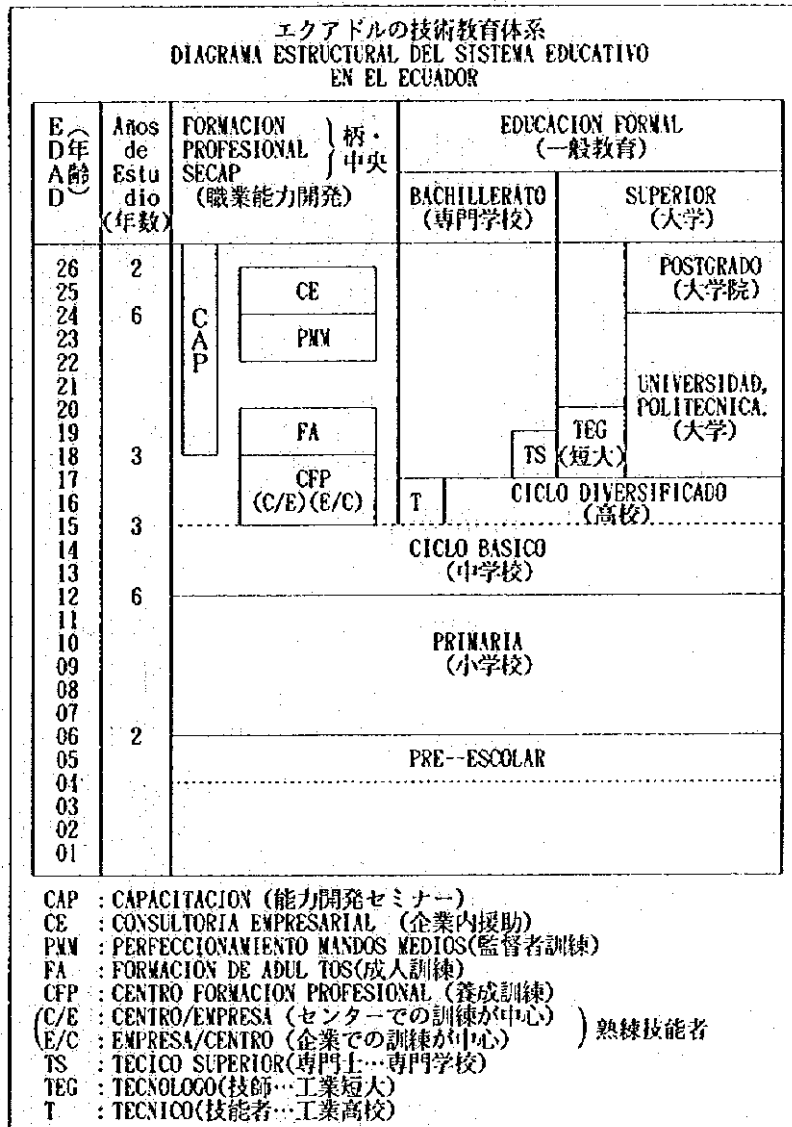 エクアドルの技術教育体系
DIAGRAMA ESTRUCTURAL DEL SISTEMA EDUCATIVO
EN EL ECUADOR
EDAD
(年齢)
Años
de
Estu
dio
(年数)
FORMACION
PROFESIONAL
SECAP
(職業能力開発)
柄・
中央
EDUCACION FORMAL
(一般教育)
BACHILLERATO
(専門学校)
SUPERIOR
(大学)
26 2
25
24 6
23
22
21
20
19
18 3
17
16
15 3
14
13
12 6
11
10
09
08
07
06 2
05
04
03
02
01
CAP
CE
PMM
FA
CFP
(C/E)(E/C)
POSTGRADO
(大学院)
UNIVERSIDAD,
POLITECNICA.
(大学)
TEG
(短大)
TS
T
CICLO DIVERSIFICADO
(高校)
CICLO BASICO
(中学校)
PRIMARIA
(小学校)
PRE--ESCOLAR
CAP : CAPACITACION (能力開発セミナー)
CE : CONSULTORIA EMPRESARIAL (企業内援助)
PMM : PERFECCIONAMIENTO MANDOS MEDIOS(監督者訓練)
FA : FORMACION DE ADUL TOS(成人訓練)
CFP : CENTRO FORMACION PROFESIONAL (養成訓練)
(C/E : CENTRO/EMPRESA (センターでの訓練が中心)
(E/C : EMPRESA/CENTRO (企業での訓練が中心) ) 熟練技能者
TS : TECICO SUPERIOR(専門士…専門学校)
TEG : TECNOLOGO(技師…工業短大)
T : TECNICO(技能者…工業高校)